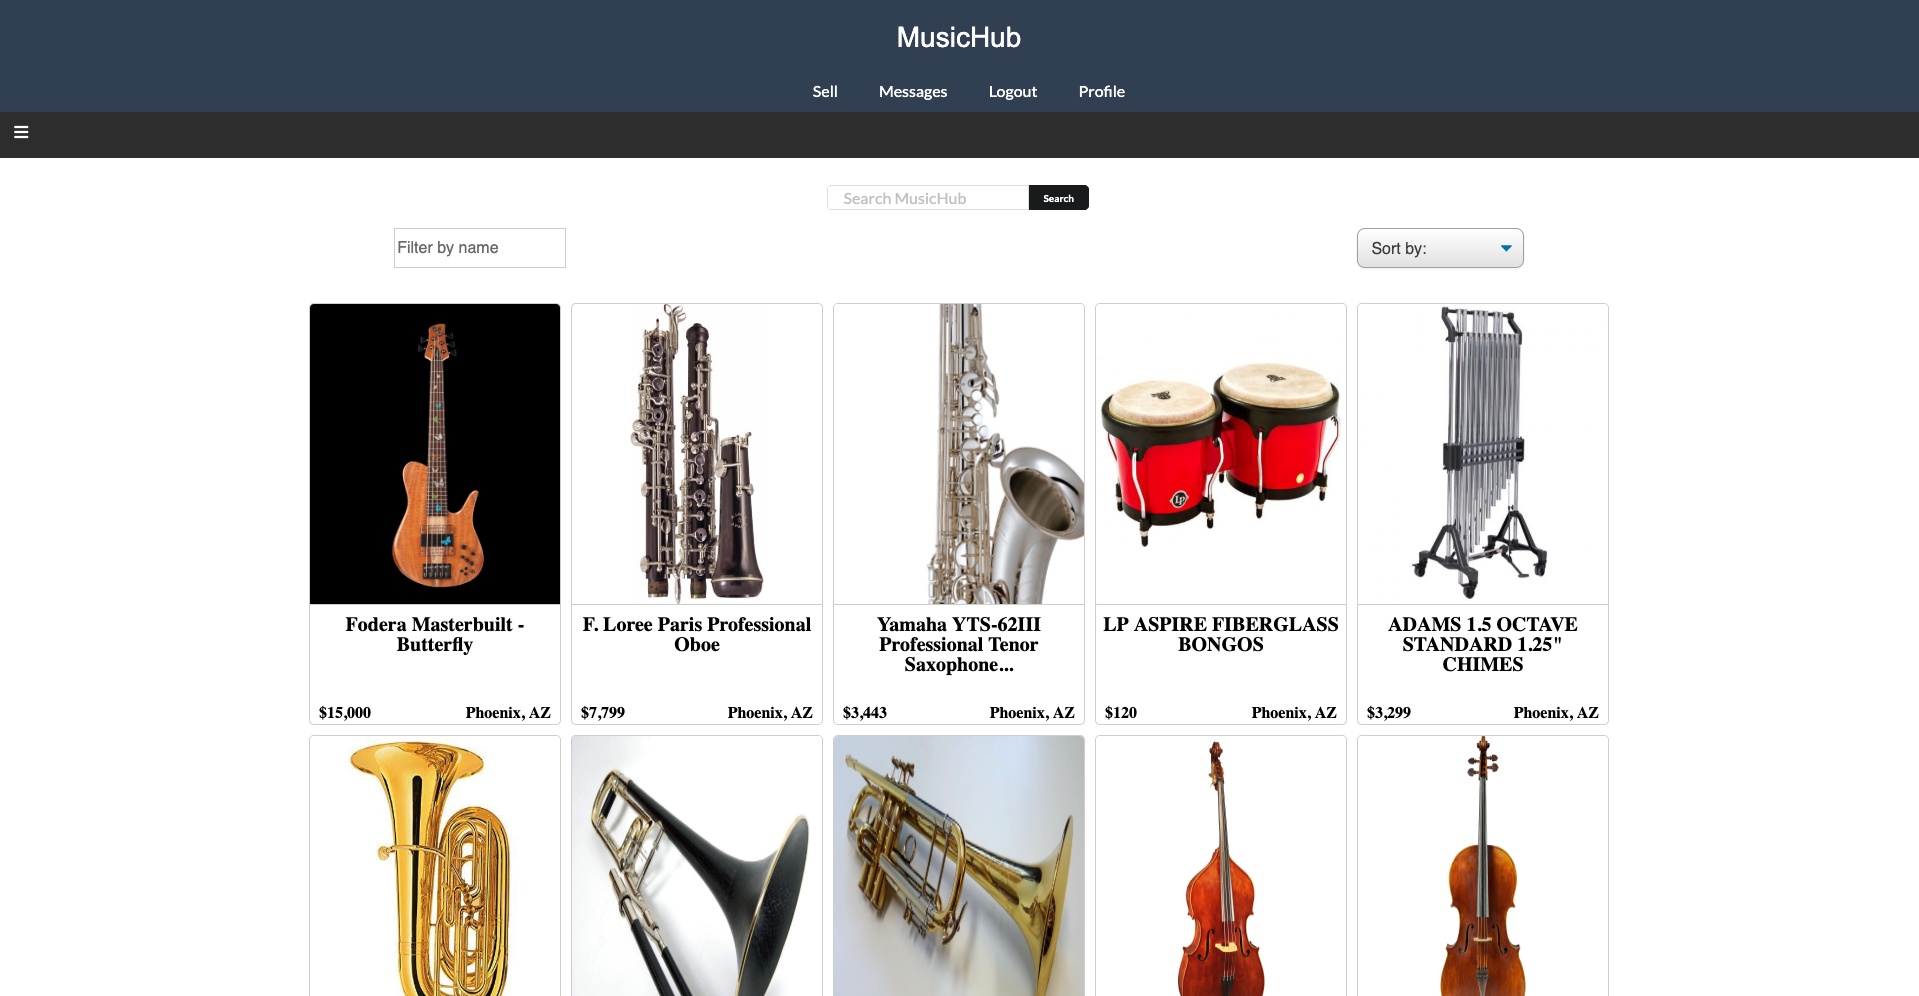 MusicHub
Sell Messages Logout Profile
Search MusicHub Search
Filter by name
Sort by:
LP
Fodera Masterbuilt -
Butterfly
$15,000 Phoenix, AZ
F. Loree Paris Professional
Oboe
$7,799 Phoenix, AZ
Yamaha YTS-62III
Professional Tenor
Saxophone...
$3,443 Phoenix, AZ
LP ASPIRE FIBERGLASS
BONGOS
$120 Phoenix, AZ
ADAMS 1.5 OCTAVE
STANDARD 1.25"
CHIMES
$3,299 Phoenix, AZ